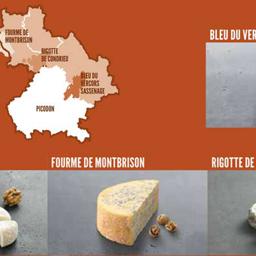 FOURME DE
MONTBRISON
RIGOTTE
DE CONDRIEU
BLEU DU
VERCORS
SASSENAGE
PICODON
BLEU DU VER
FOURME DE MONTBRISON
RIGOTTE DE